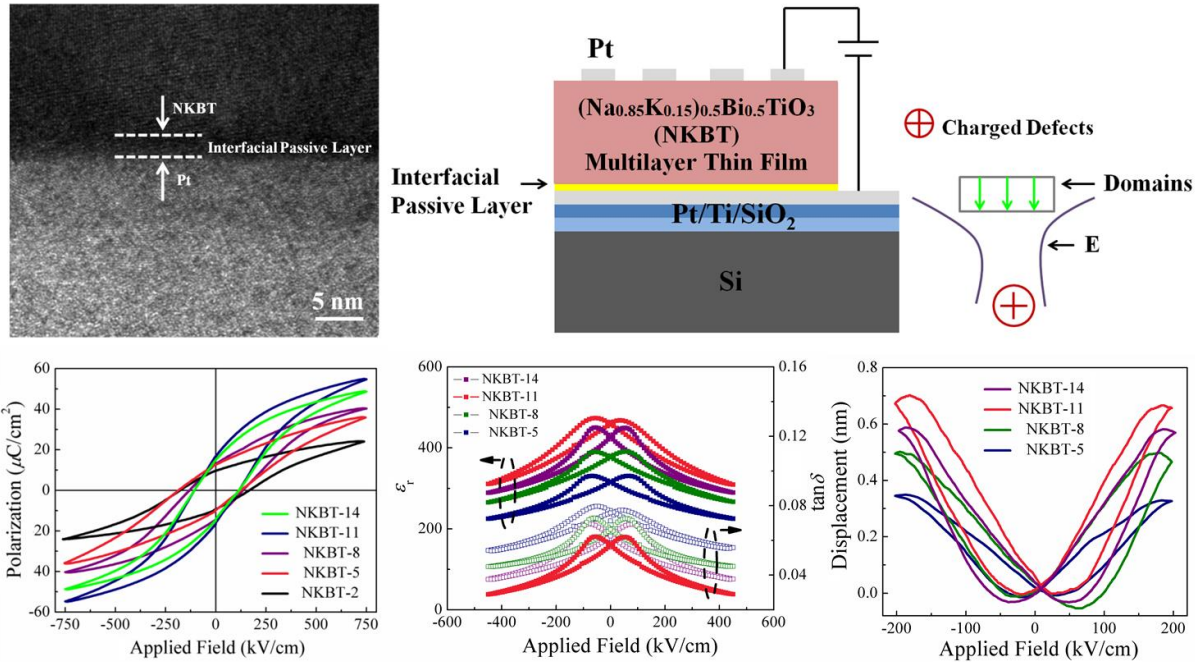 NKBT
Interfacial Passive Layer
Pt
5 nm
Pt
(Na0.85K0.15)0.5Bi0.5TiO3
(NKBT)
Multilayer Thin Film
Interfacial
Passive Layer
Pt/Ti/SiO2
Si
Charged Defects
Domains
E
Polarization (μC/cm2)
60
40
20
0
-20
-40
-60
NKBT-14
NKBT-11
NKBT-8
NKBT-5
NKBT-2
-750 -500 -250 0 250 500 750
Applied Field (kV/cm)
εr
600
400
300
200
100
0
NKBT-14
NKBT-11
NKBT-8
NKBT-5
0.16
0.12
0.08
0.04
tanδ
-600 -400 -200 0 200 400 600
Applied Field (kV/cm)
Displacement (nm)
0.8
0.6
0.4
0.2
0.0
NKBT-14
NKBT-11
NKBT-8
NKBT-5
-200 -100 0 100 200
Applied Field (kV/cm)